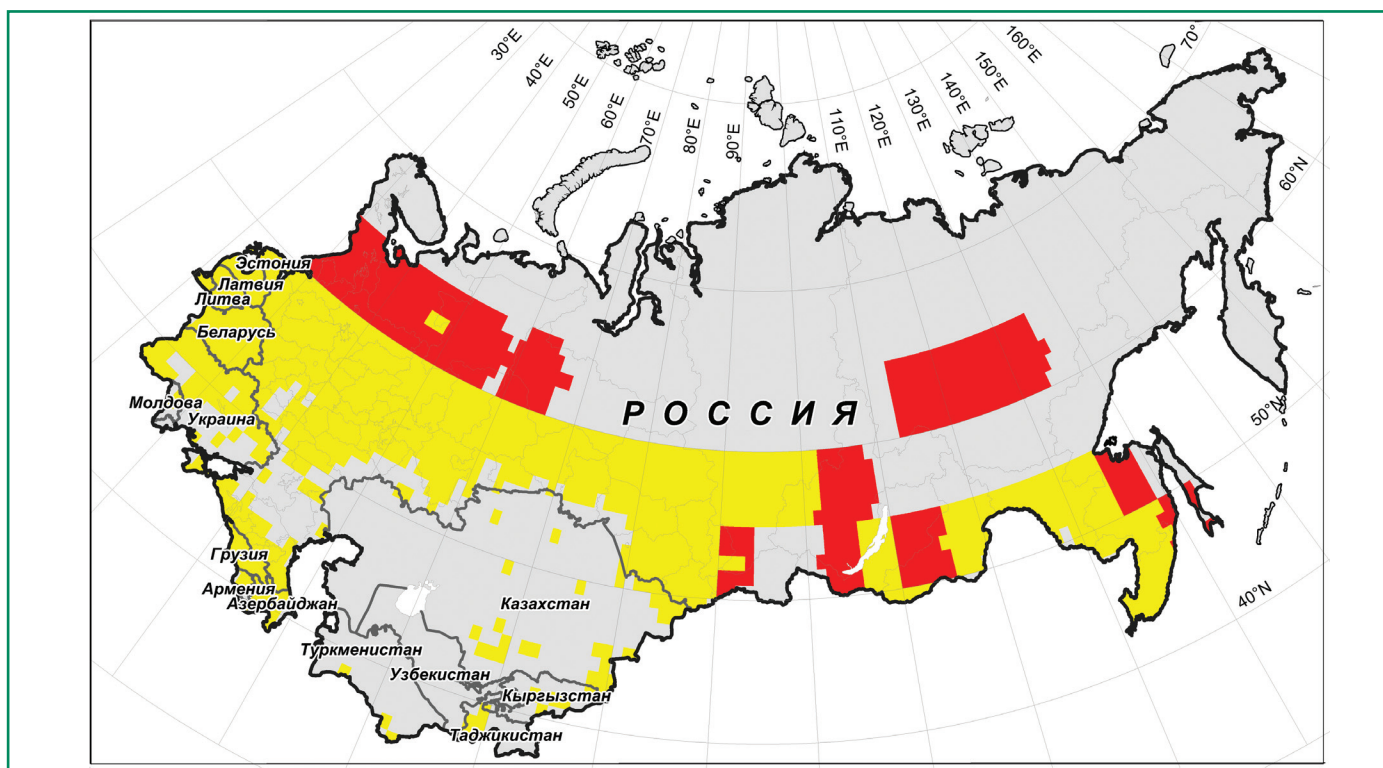 30°E
40°E
50°E
60°E
70°E
80°E
90°E
110°E
120°E
130°E
140°E
150°E
160°E
70°
60°N
50°N
40°N
Эстония
Латвия
Литва
Беларусь
Молдова
Украина
РОССИЯ
Грузия
Армения
Азербайджан
Казахстан
Туркменистан
Узбекистан
Кыргызстан
Таджикистан